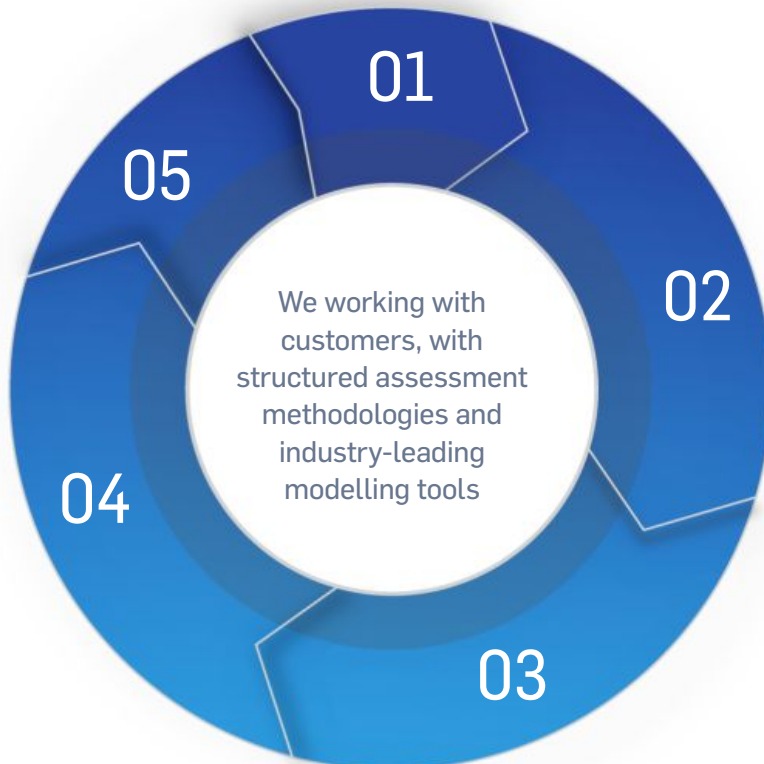 01
02
03
04
05
We working with
customers, with
structured assessment
methodologies and
industry-leading
modelling tools